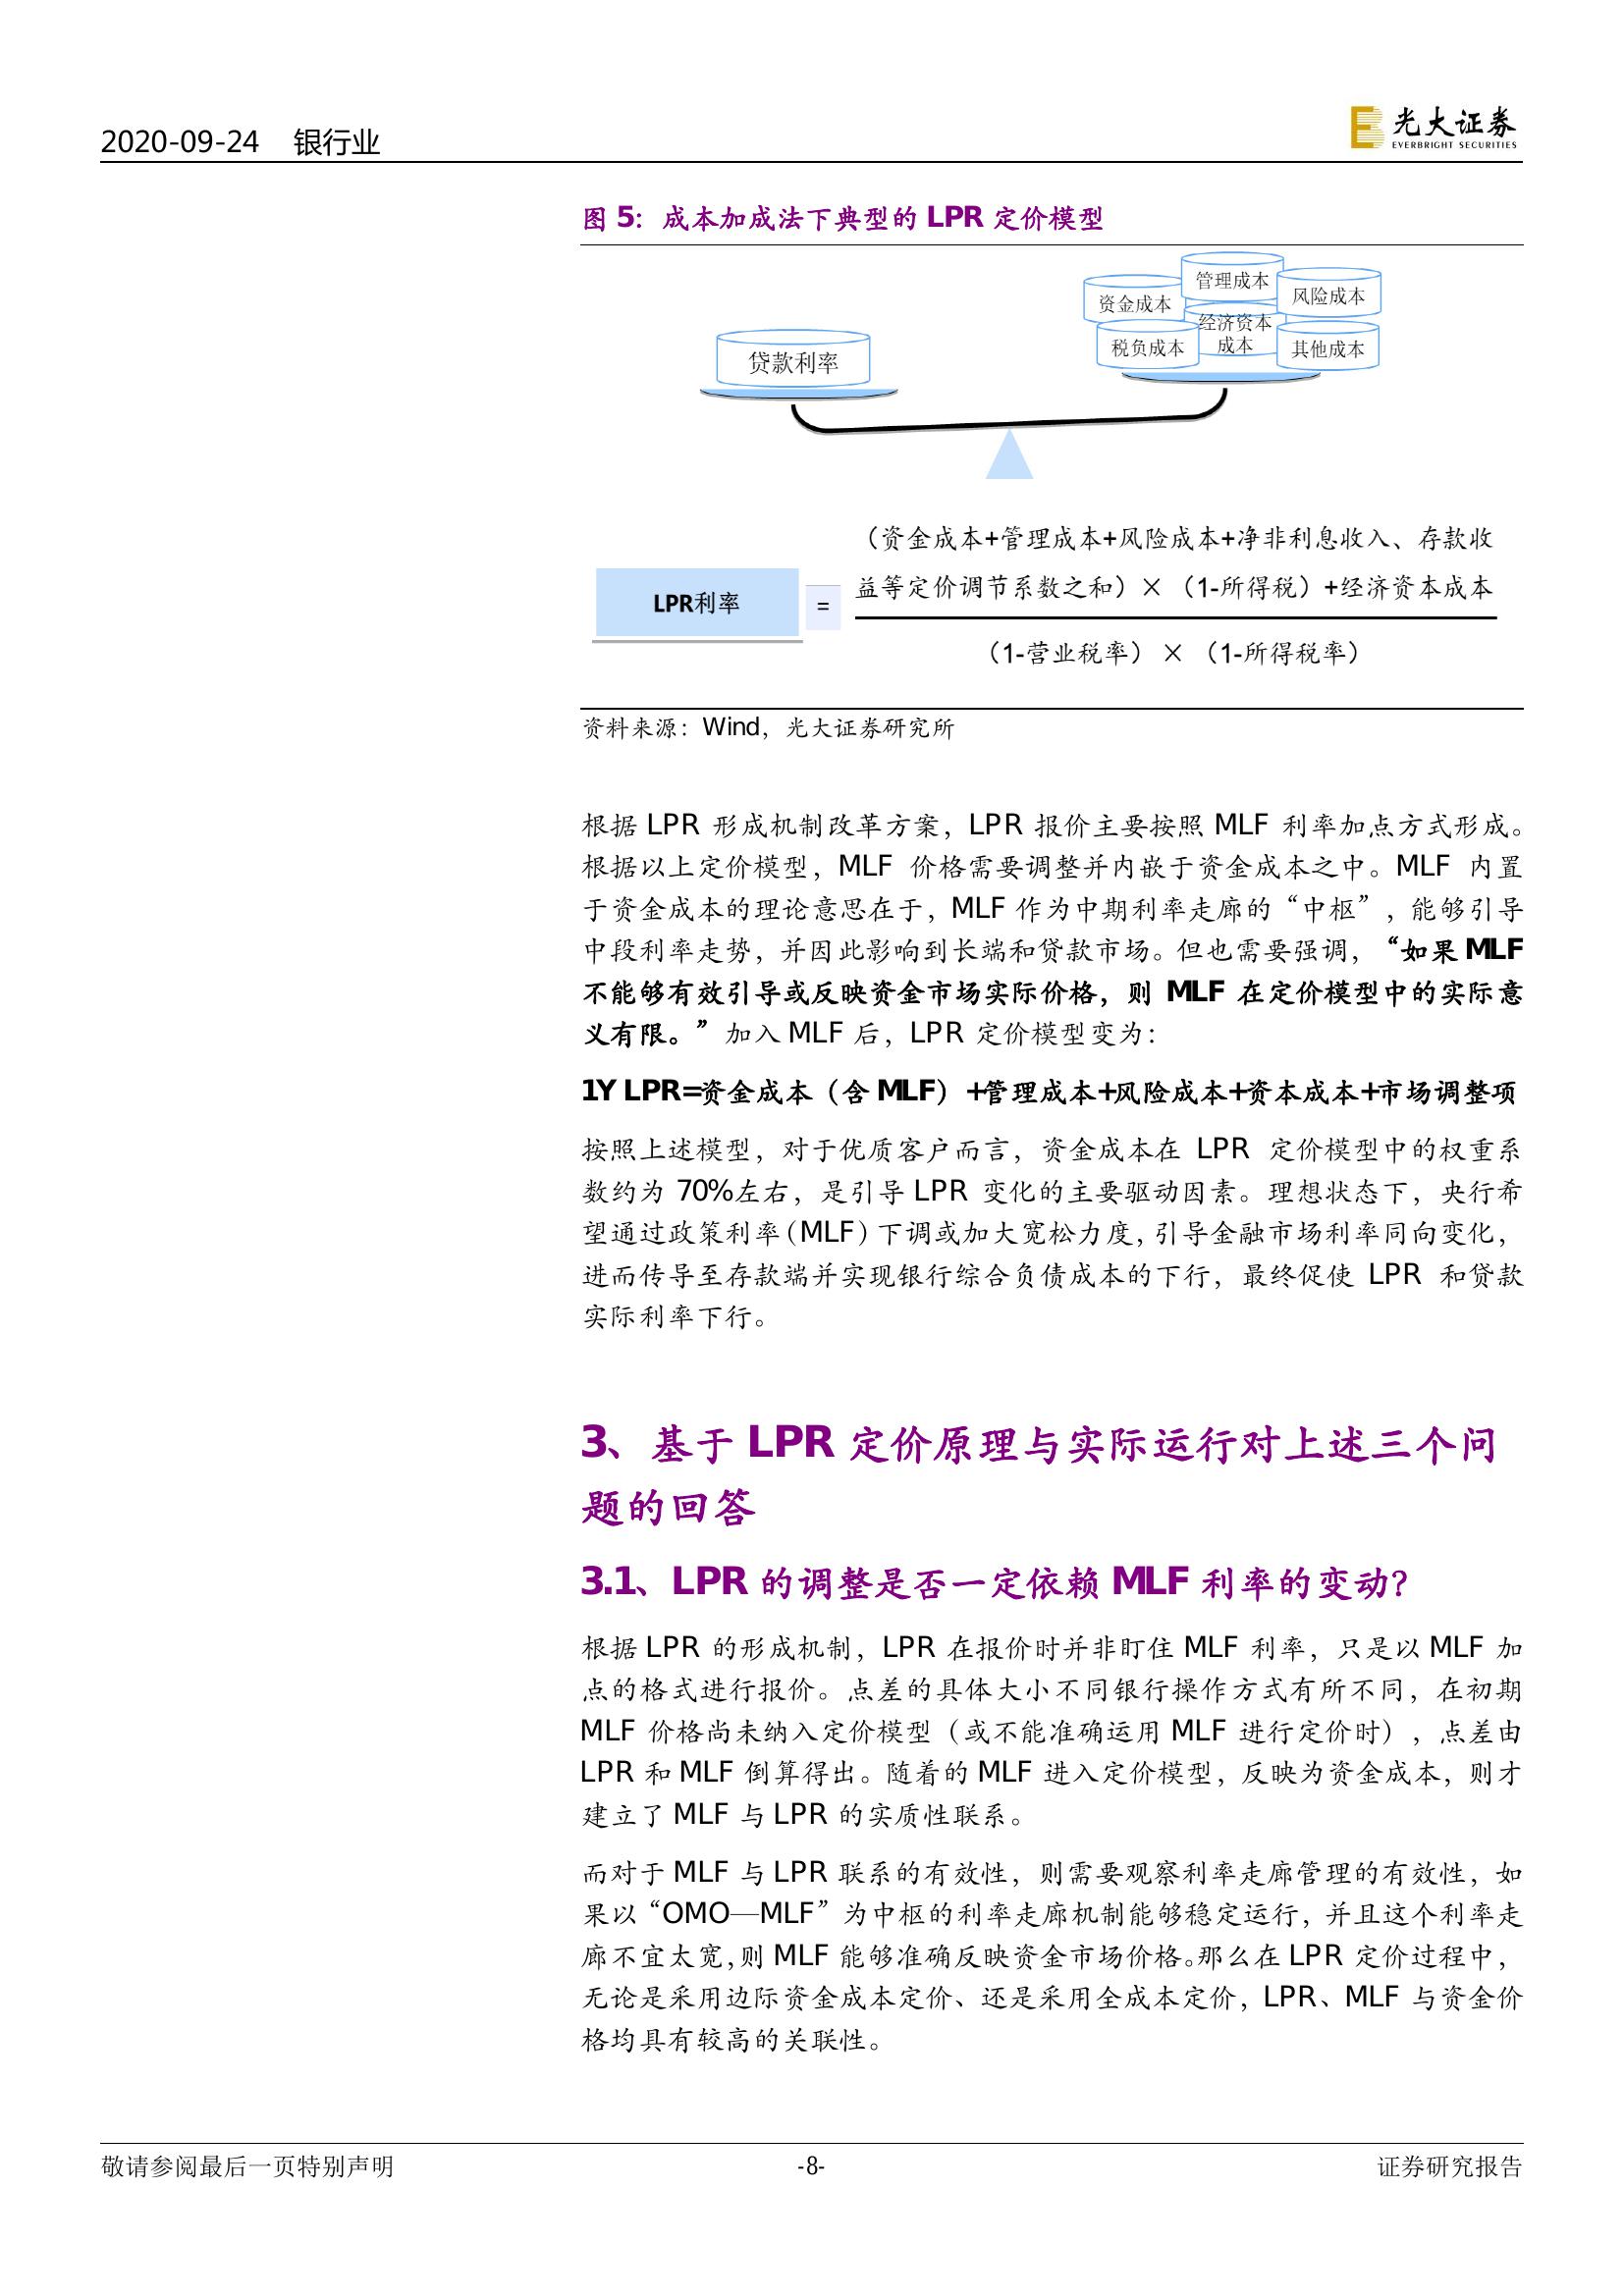 2020-09-24 银行业
光大证券
EVERBRIGHT SECURITIES
图 5：成本加成法下典型的 LPR 定价模型
贷款利率
资金成本
管理成本
风险成本
税负成本
经济资本
成本
其他成本
LPR利率
=
（资金成本+管理成本+风险成本+净非利息收入、存款收
益等定价调节系数之和）×（1-所得税）+经济资本成本
（1-营业税率）×（1-所得税率）
资料来源：Wind，光大证券研究所
根据 LPR 形成机制改革方案，LPR 报价主要按照 MLF 利率加点方式形成。
根据以上定价模型，MLF 价格需要调整并内嵌于资金成本之中。MLF 内置
于资金成本的理论意思在于，MLF 作为中期利率走廊的“中枢”，能够引导
中段利率走势，并因此影响到长端和贷款市场。但也需要强调，“如果 MLF
不能够有效引导或反映资金市场实际价格，则 MLF 在定价模型中的实际意
义有限。”加入 MLF 后，LPR 定价模型变为：
1Y LPR=资金成本（含 MLF）+管理成本+风险成本+资本成本+市场调整项
按照上述模型，对于优质客户而言，资金成本在 LPR 定价模型中的权重系
数约为 70%左右，是引导 LPR 变化的主要驱动因素。理想状态下，央行希
望通过政策利率（MLF）下调或加大宽松力度，引导金融市场利率同向变化，
进而传导至存款端并实现银行综合负债成本的下行，最终促使 LPR 和贷款
实际利率下行。
3、基于 LPR 定价原理与实际运行对上述三个问
题的回答
3.1、LPR 的调整是否一定依赖 MLF 利率的变动？
根据 LPR 的形成机制，LPR 在报价时并非盯住 MLF 利率，只是以 MLF 加
点的格式进行报价。点差的具体大小不同银行操作方式有所不同，在初期
MLF 价格尚未纳入定价模型（或不能准确运用 MLF 进行定价时），点差由
LPR 和 MLF 倒算得出。随着的 MLF 进入定价模型，反映为资金成本，则才
建立了 MLF 与 LPR 的实质性联系。
而对于 MLF 与 LPR 联系的有效性，则需要观察利率走廊管理的有效性，如
果以“OMO—MLF”为中枢的利率走廊机制能够稳定运行，并且这个利率走
廊不宜太宽，则 MLF 能够准确反映资金市场价格。那么在 LPR 定价过程中，
无论是采用边际资金成本定价、还是采用全成本定价，LPR、MLF 与资金价
格均具有较高的关联性。
敬请参阅最后一页特别声明 -8- 证券研究报告